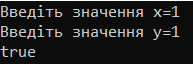 Введіть значення x=1
Введіть значення y=1
true